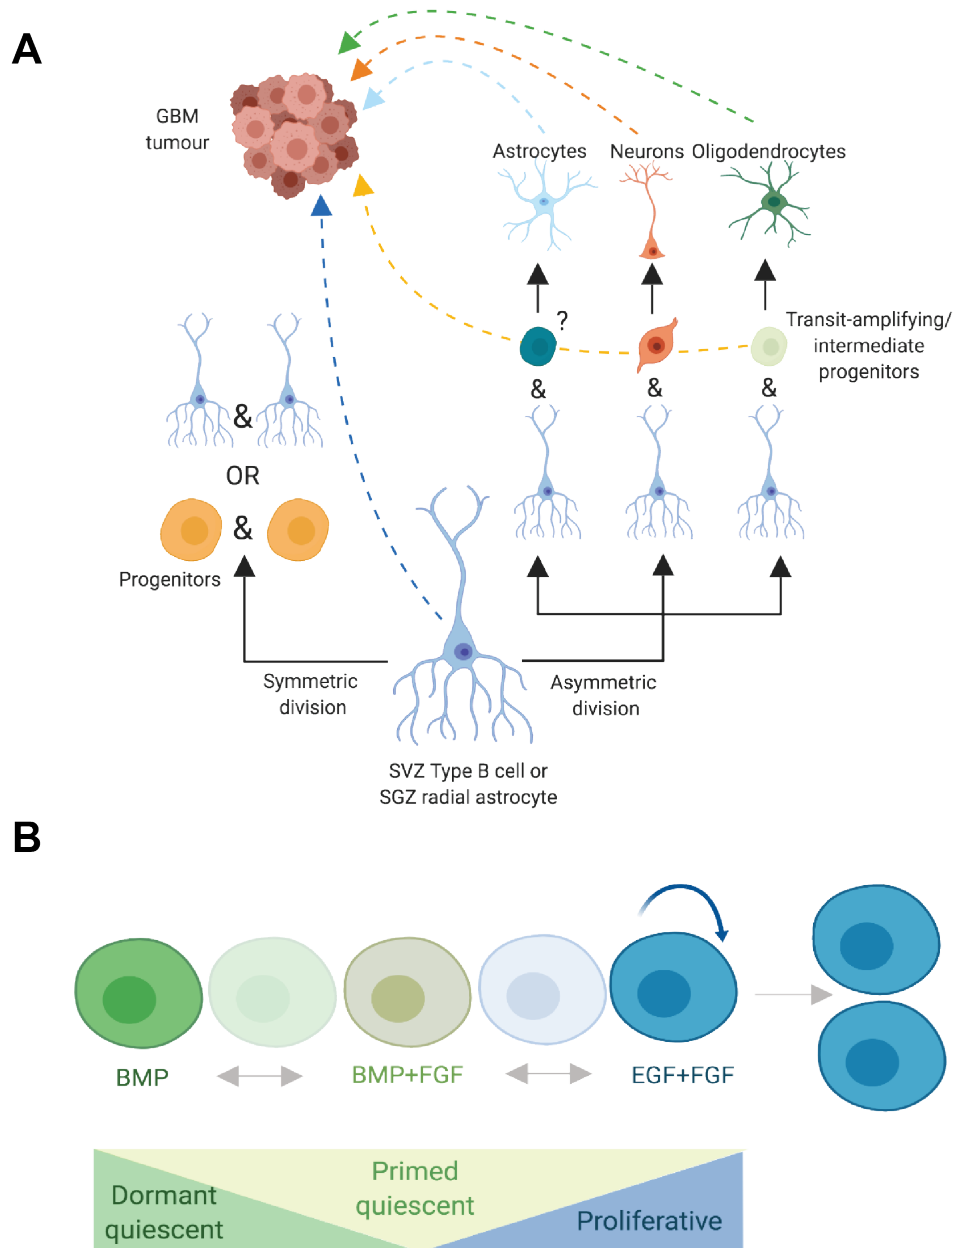 A
GBM
tumour
Astrocytes
Neurons
Oligodendrocytes
?
Transit-amplifying/
intermediate
progenitors
&
&
&
&
OR
&
Progenitors
Symmetric
division
Asymmetric
division
SVZ Type B cell or
SGZ radial astrocyte
B
BMP
BMP+FGF
EGF+FGF
Dormant
quiescent
Primed
quiescent
Proliferative